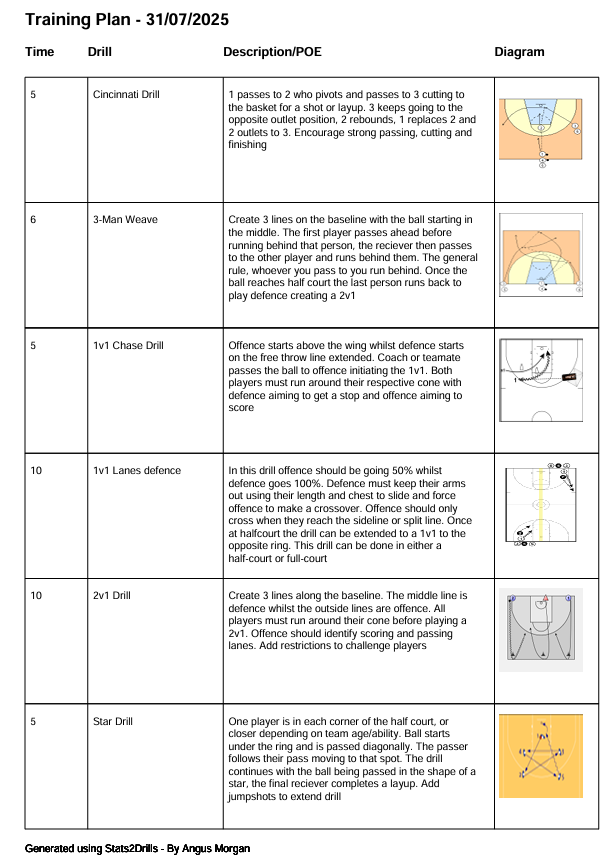 Training Plan - 31/07/2025
Time Drill Description/POE Diagram
5 Cincinnati Drill 1 passes to 2 who pivots and passes to 3 cutting to
the basket for a shot or layup. 3 keeps going to the
opposite outlet position, 2 rebounds, 1 replaces 2 and
2 outlets to 3. Encourage strong passing, cutting and
finishing
6 3-Man Weave Create 3 lines on the baseline with the ball starting in
the middle. The first player passes ahead before
running behind that person, the reciever then passes
to the other player and runs behind them. The general
rule, whoever you pass to you run behind. Once the
ball reaches half court the last person runs back to
play defence creating a 2v1
5 1v1 Chase Drill Offence starts above the wing whilst defence starts
on the free throw line extended. Coach or teamate
passes the ball to offence initiating the 1v1. Both
players must run around their respective cone with
defence aiming to get a stop and offence aiming to
score
10 1v1 Lanes defence In this drill offence should be going 50% whilst
defence goes 100%. Defence must keep their arms
out using their length and chest to slide and force
offence to make a crossover. Offence should only
cross when they reach the sideline or split line. Once
at halfcourt the drill can be extended to a 1v1 to the
opposite ring. This drill can be done in either a
half-court or full-court
10 2v1 Drill Create 3 lines along the baseline. The middle line is
defence whilst the outside lines are offence. All
players must run around their cone before playing a
2v1. Offence should identify scoring and passing
lanes. Add restrictions to challenge players
5 Star Drill One player is in each corner of the half court, or
closer depending on team age/ability. Ball starts
under the ring and is passed diagonally. The passer
follows their pass moving to that spot. The drill
continues with the ball being passed in the shape of a
star, the final reciever completes a layup. Add
jumpshots to extend drill
Generated using Stats2Drills - By Angus Morgan